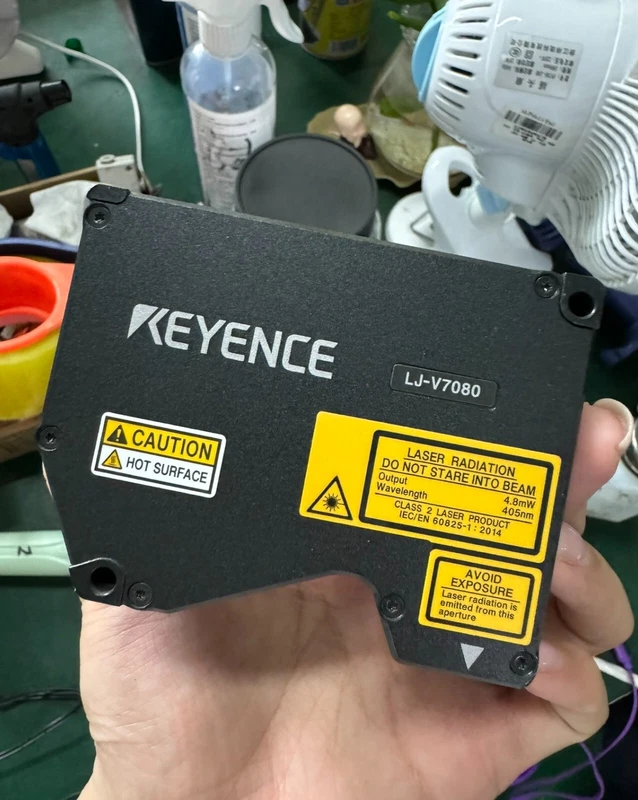 KEYENCE
LJ-V7080
CAUTION
HOT SURFACE
LASER RADIATION
DO NOT STARE INTO BEAM
Output 4.8mW
Wavelength 405nm
CLASS 2 LASER PRODUCT
IEC/EN 60825-1:2014
AVOID
EXPOSURE
Laser radiation is
emitted from this
aperture
2